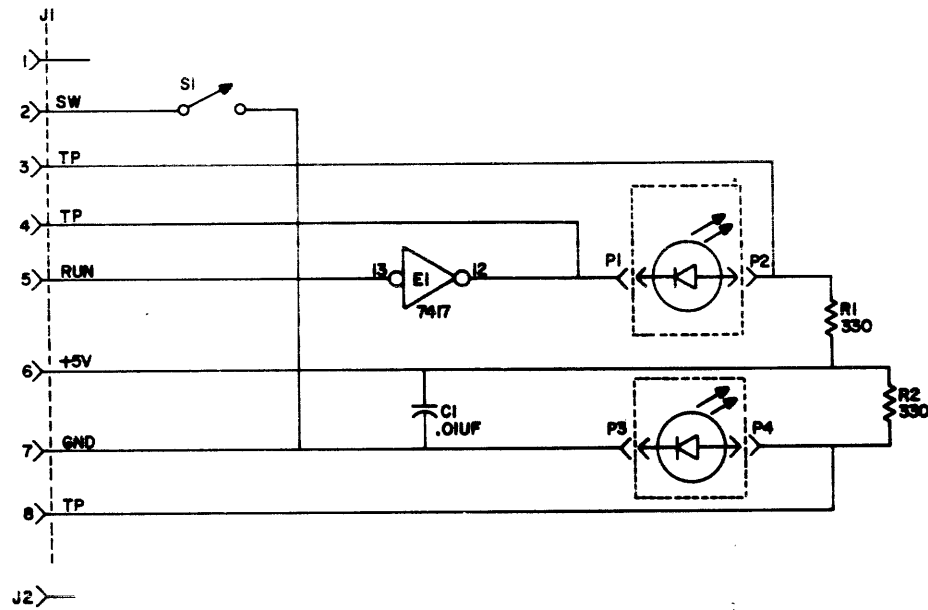 J1
1
2 SW
S1
3 TP
4 TP
5 RUN
13 E1 12
7417
P1 P2
R1
330
6 +5V
C1
.01UF
R2
330
7 GND
P3 P4
8 TP
J2